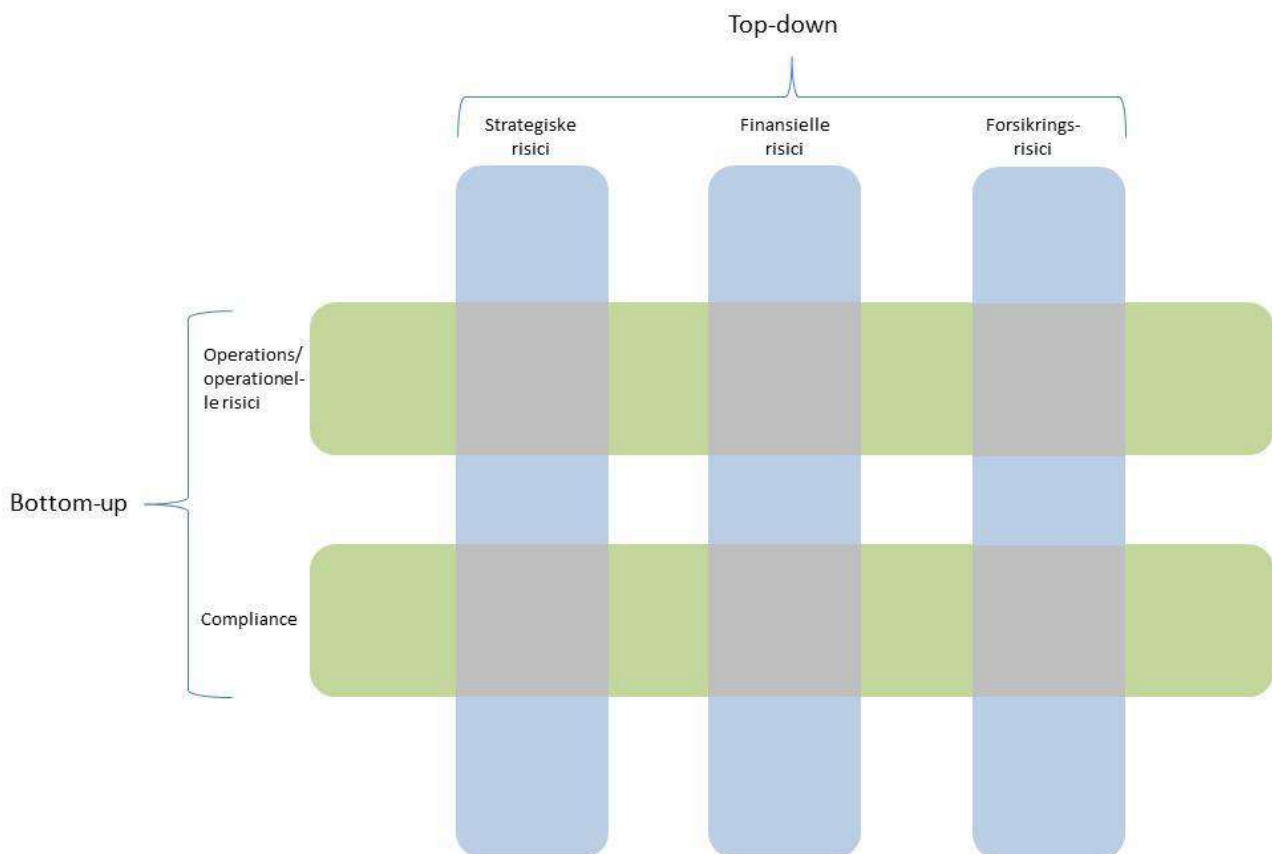 Top-down
Strategiske
risici
Finansielle
risici
Forsikrings-
risici
Operations/
operationel-
le risici
Bottom-up
Compliance